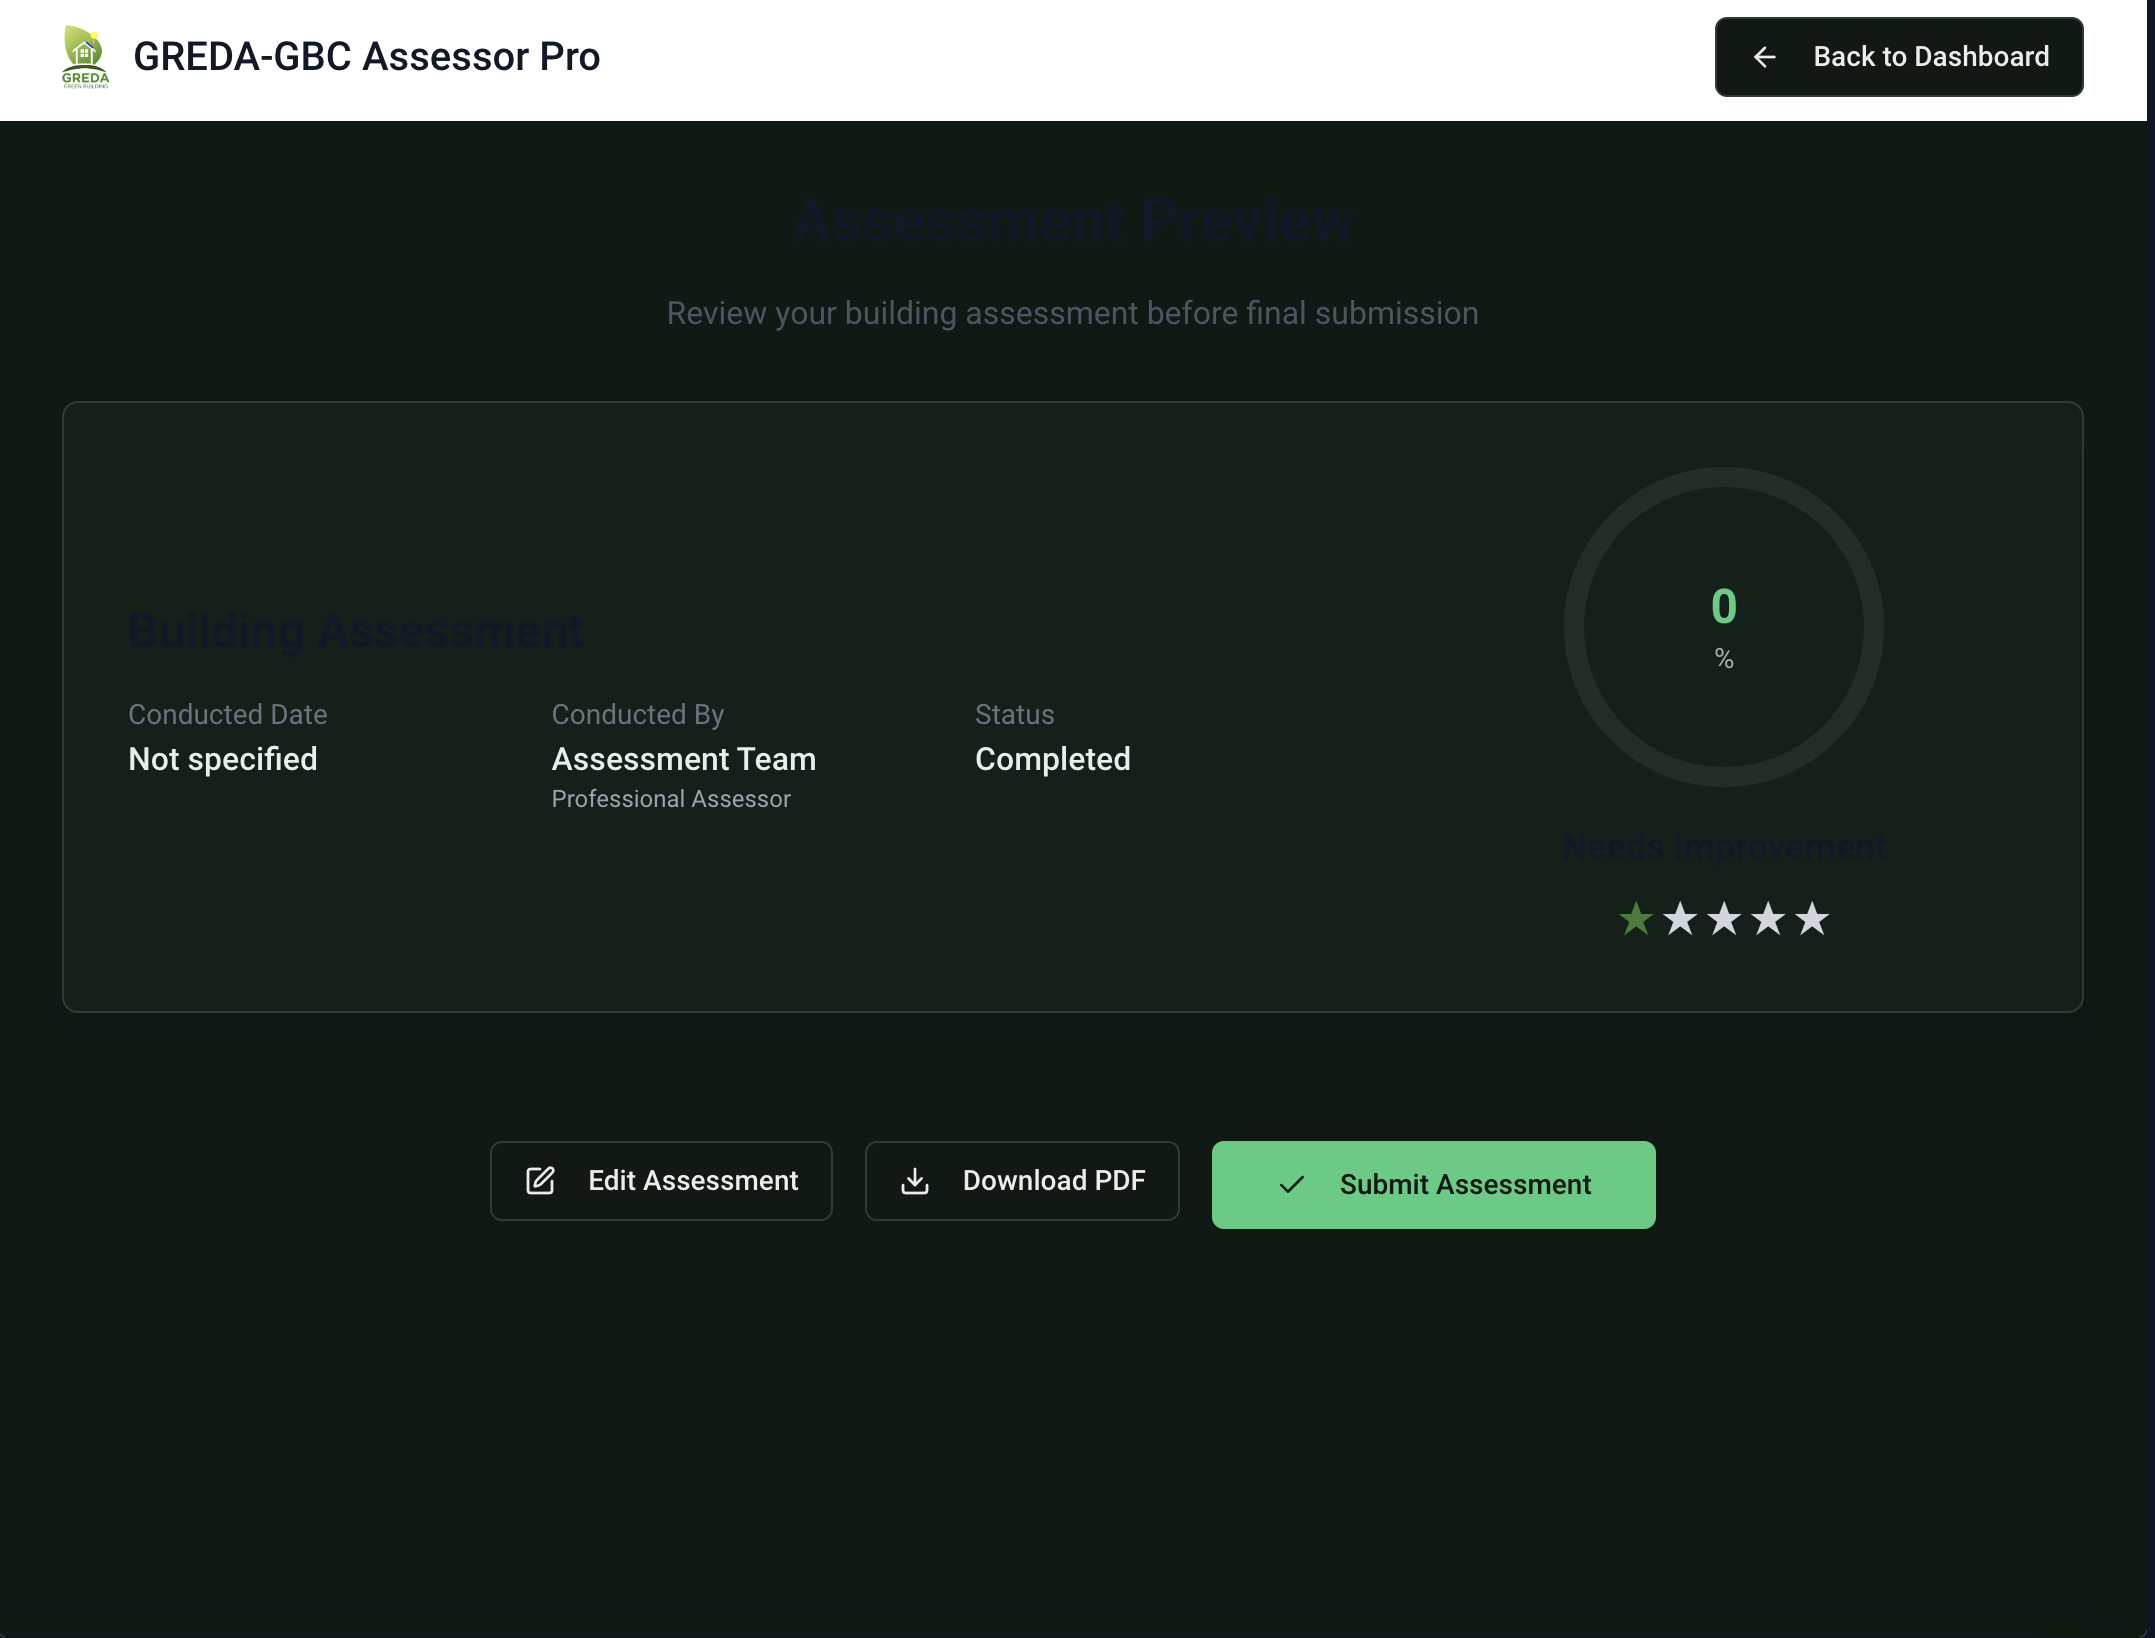 GREDA
GREEN BUILDING
GREDA-GBC Assessor Pro
Back to Dashboard
Assessment Preview
Review your building assessment before final submission
Building Assessment
Conducted Date
Not specified
Conducted By
Assessment Team
Professional Assessor
Status
Completed
0
%
Needs Improvement
Edit Assessment
Download PDF
Submit Assessment